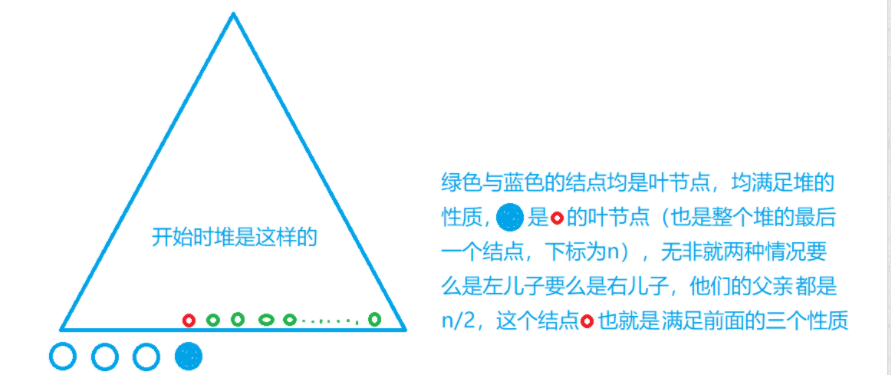 开始时堆是这样的
绿色与蓝色的结点均是叶节点，均满足堆的
性质，是的叶节点（也是整个堆的最后
一个结点，下标为n），无非就两种情况要
么是左儿子要么是右儿子，他们的父亲都是
n/2，这个结点也就是满足前面的三个性质